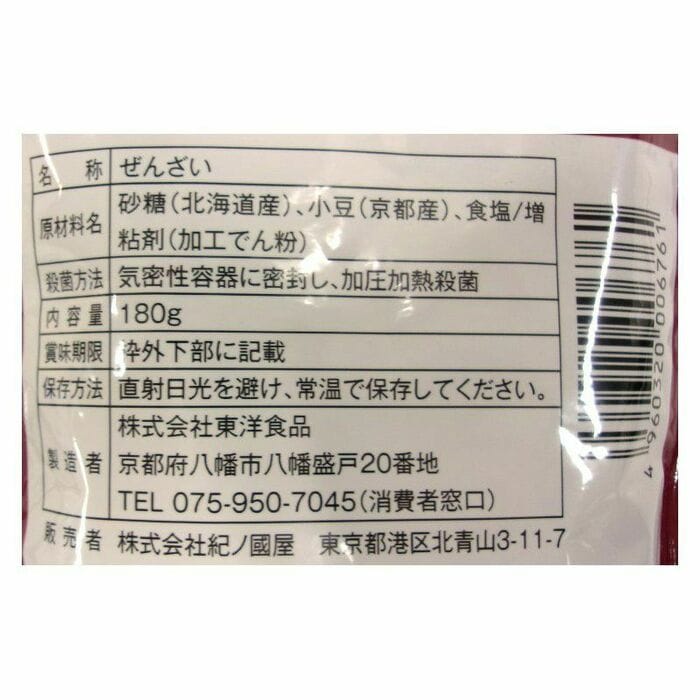 名称 ぜんざい
原材料名 砂糖(北海道産)、小豆(京都産)、食塩/増
粘剤(加工でん粉)
殺菌方法 気密性容器に密封し、加圧加熱殺菌
内容量 180g
賞味期限 枠外下部に記載
保存方法 直射日光を避け、常温で保存してください。
製造者 株式会社東洋食品
京都府八幡市八幡盛戸20番地
TEL 075-950-7045(消費者窓口)
販売者 株式会社紀ノ國屋 東京都港区北青山3-11-7
4 960320 006761